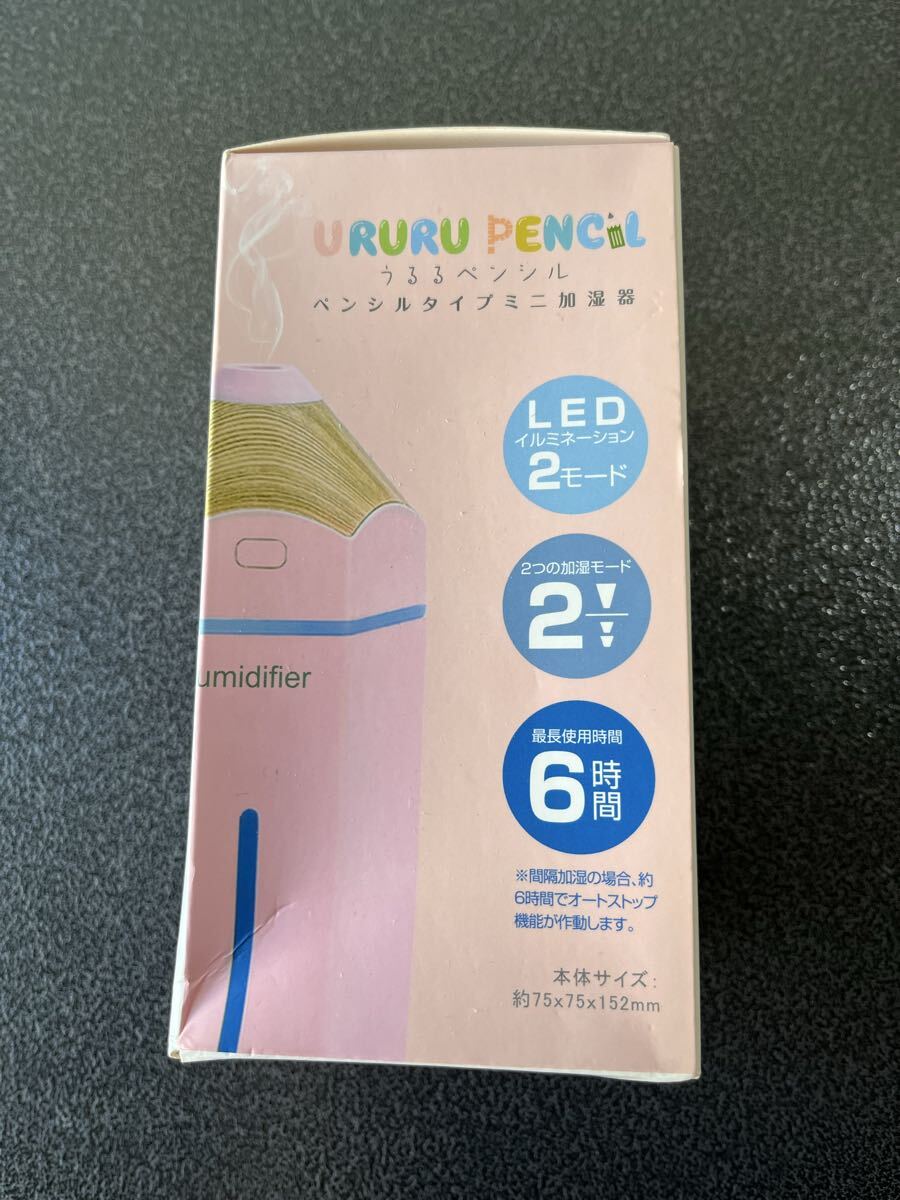 URURU PENCIL
うるるペンシル
ペンシルタイプミニ加湿器
LED
イルミネーション
2モード
2つの加湿モード
2
umidifier
最長使用時間
6時間
※間隔加湿の場合、約
6時間でオートストップ
機能が作動します。
本体サイズ:
約75x75x152mm